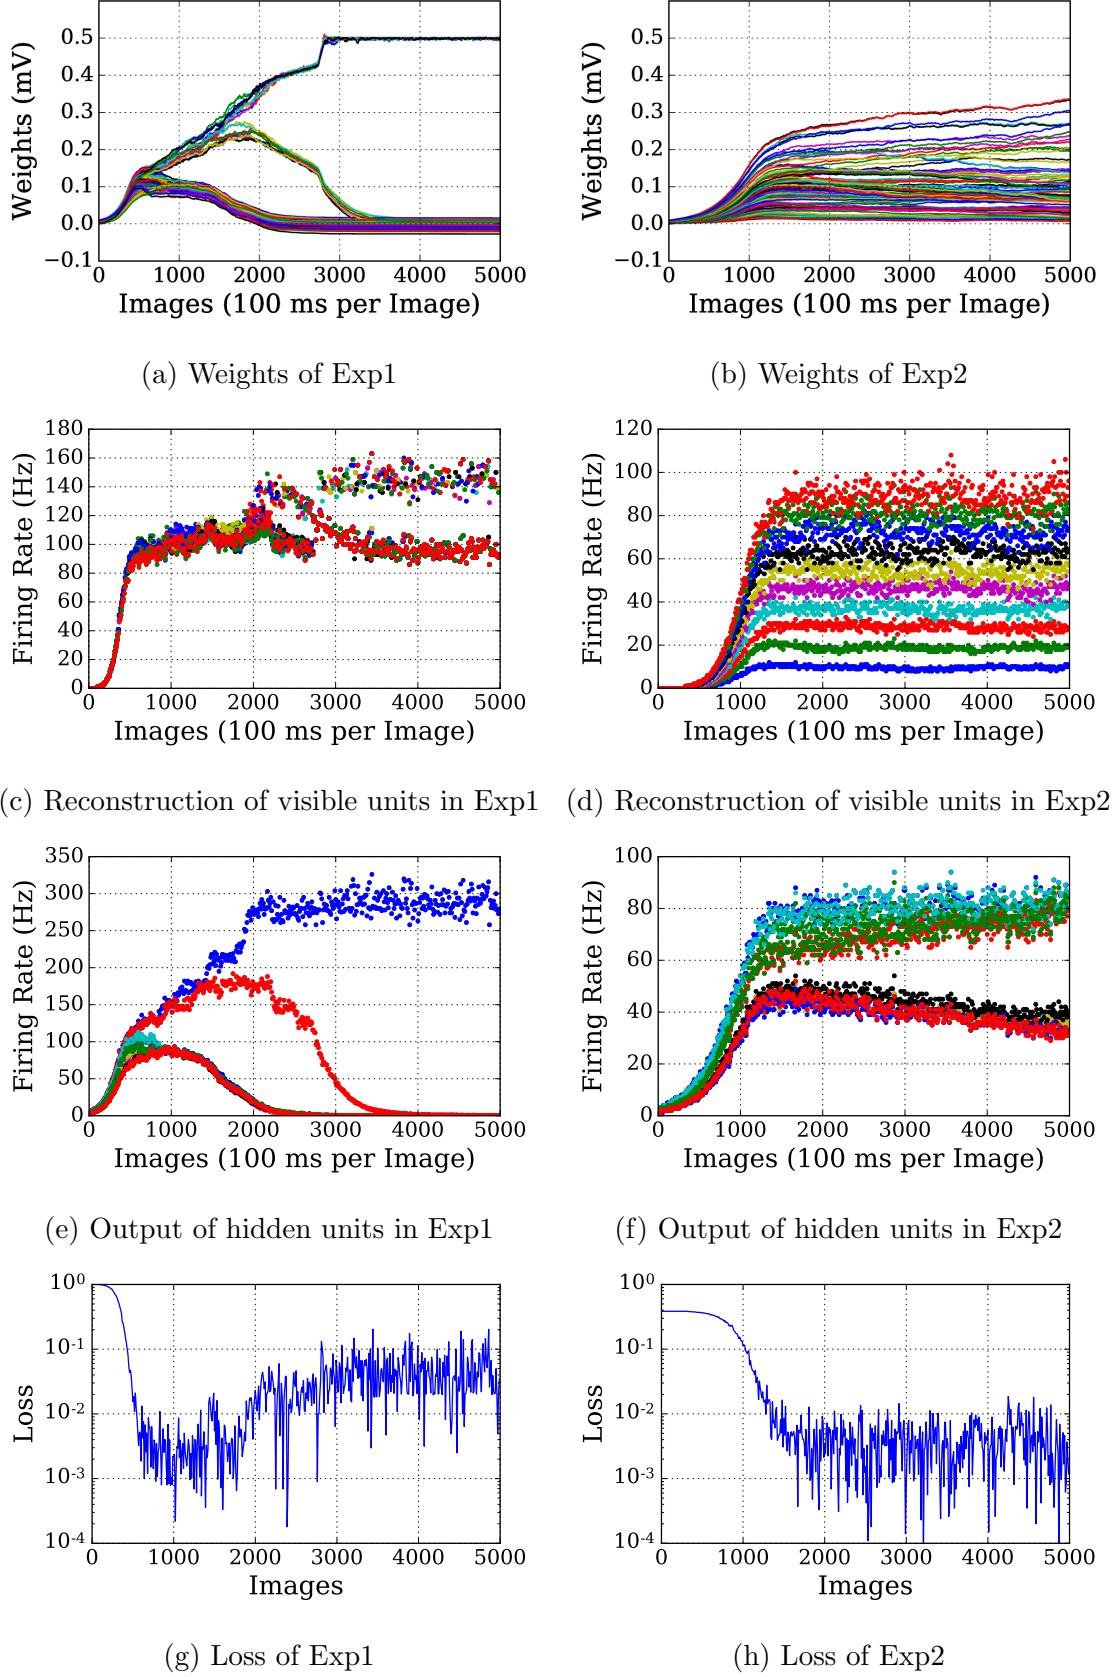 0.5
0.4
0.3
0.2
0.1
0.0
−0.1
Weights (mV)
0 1000 2000 3000 4000 5000
Images (100 ms per Image)
(a) Weights of Exp1
0.5
0.4
0.3
0.2
0.1
0.0
−0.1
Weights (mV)
0 1000 2000 3000 4000 5000
Images (100 ms per Image)
(b) Weights of Exp2
180
160
140
120
100
80
60
40
20
0
Firing Rate (Hz)
0 1000 2000 3000 4000 5000
Images (100 ms per Image)
(c) Reconstruction of visible units in Exp1
120
100
80
60
40
20
0
Firing Rate (Hz)
0 1000 2000 3000 4000 5000
Images (100 ms per Image)
(d) Reconstruction of visible units in Exp2
350
300
250
200
150
100
50
0
Firing Rate (Hz)
0 1000 2000 3000 4000 5000
Images (100 ms per Image)
(e) Output of hidden units in Exp1
100
80
60
40
20
0
Firing Rate (Hz)
0 1000 2000 3000 4000 5000
Images (100 ms per Image)
(f) Output of hidden units in Exp2
10⁰
10⁻¹
10⁻²
10⁻³
10⁻⁴
Loss
0 1000 2000 3000 4000 5000
Images
(g) Loss of Exp1
10⁰
10⁻¹
10⁻²
10⁻³
10⁻⁴
Loss
0 1000 2000 3000 4000 5000
Images
(h) Loss of Exp2